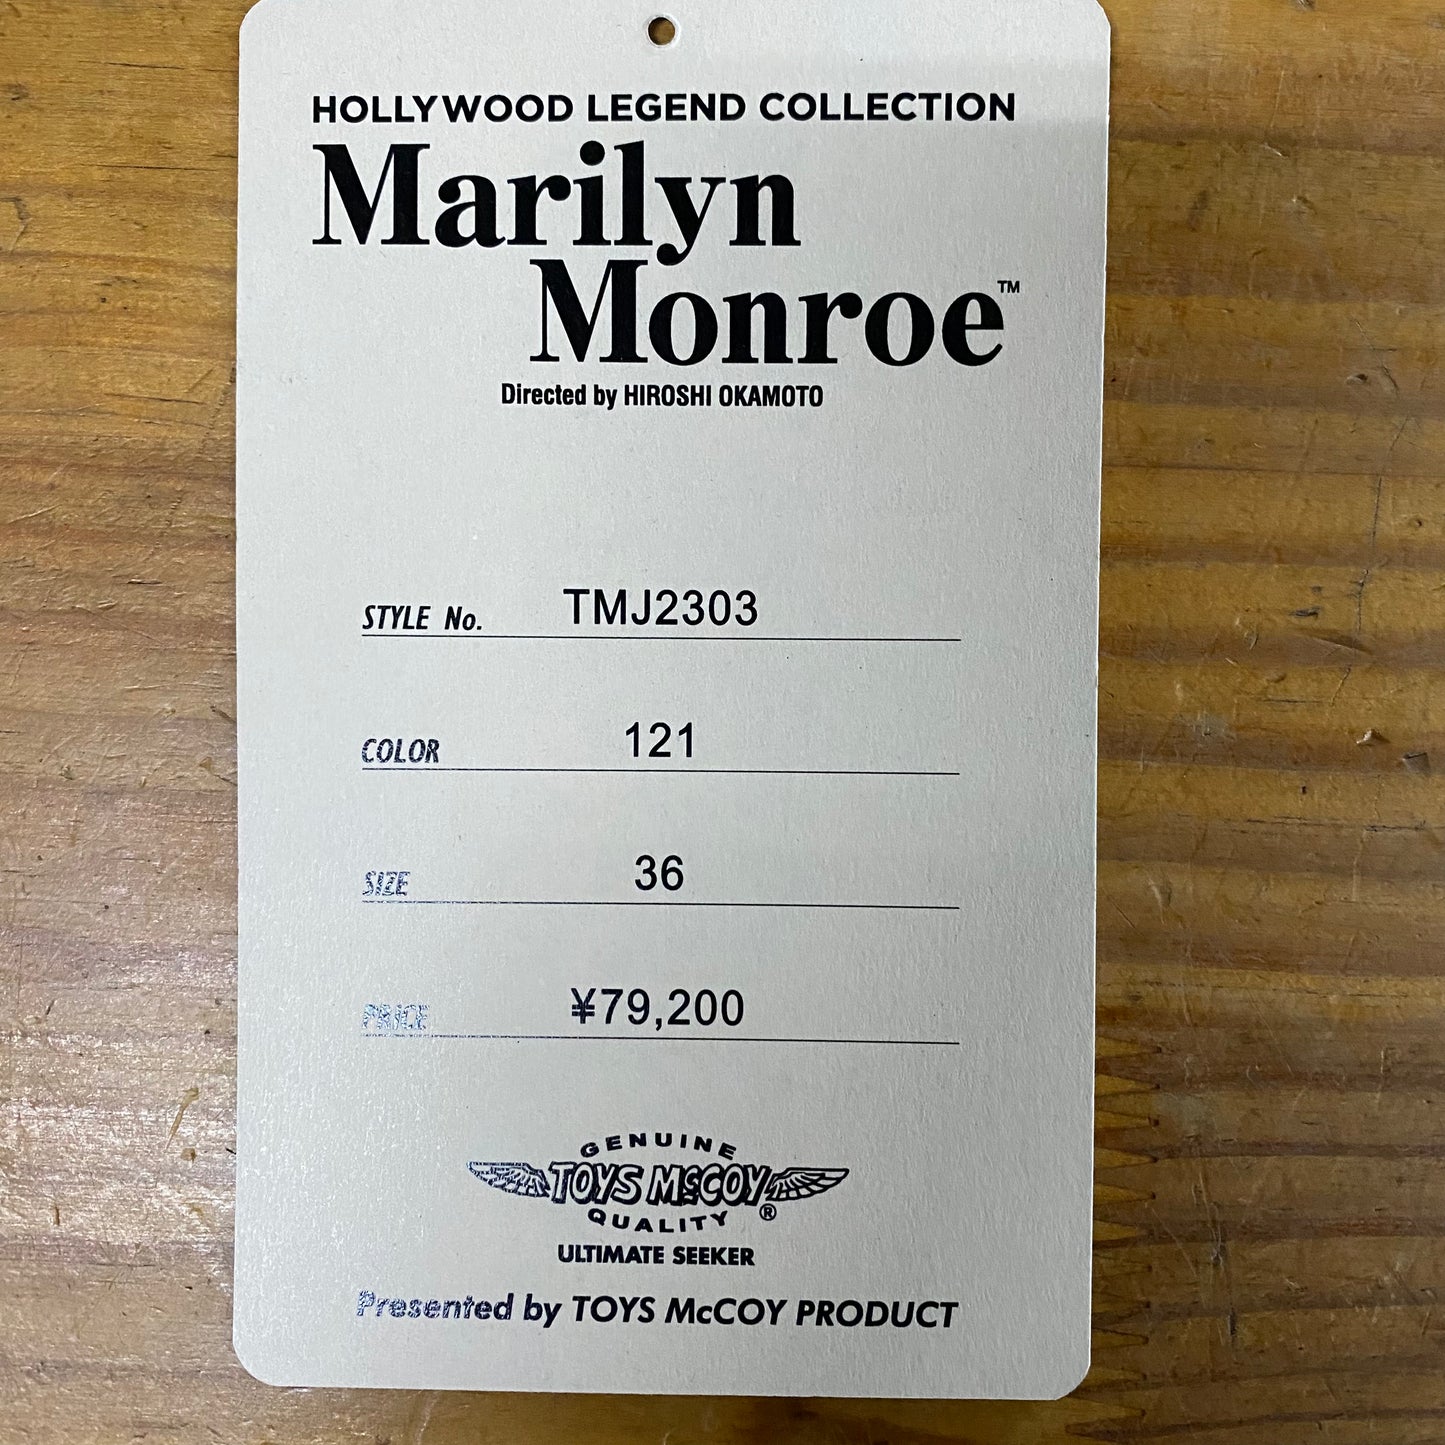 HOLLYWOOD LEGEND COLLECTION
Marilyn
Monroe™
Directed by HIROSHI OKAMOTO
STYLE No. TMJ2303
COLOR 121
SIZE 36
PRICE ¥79,200
GENUINE
TOYS McCOY
QUALITY ®
ULTIMATE SEEKER
Presented by TOYS McCOY PRODUCT